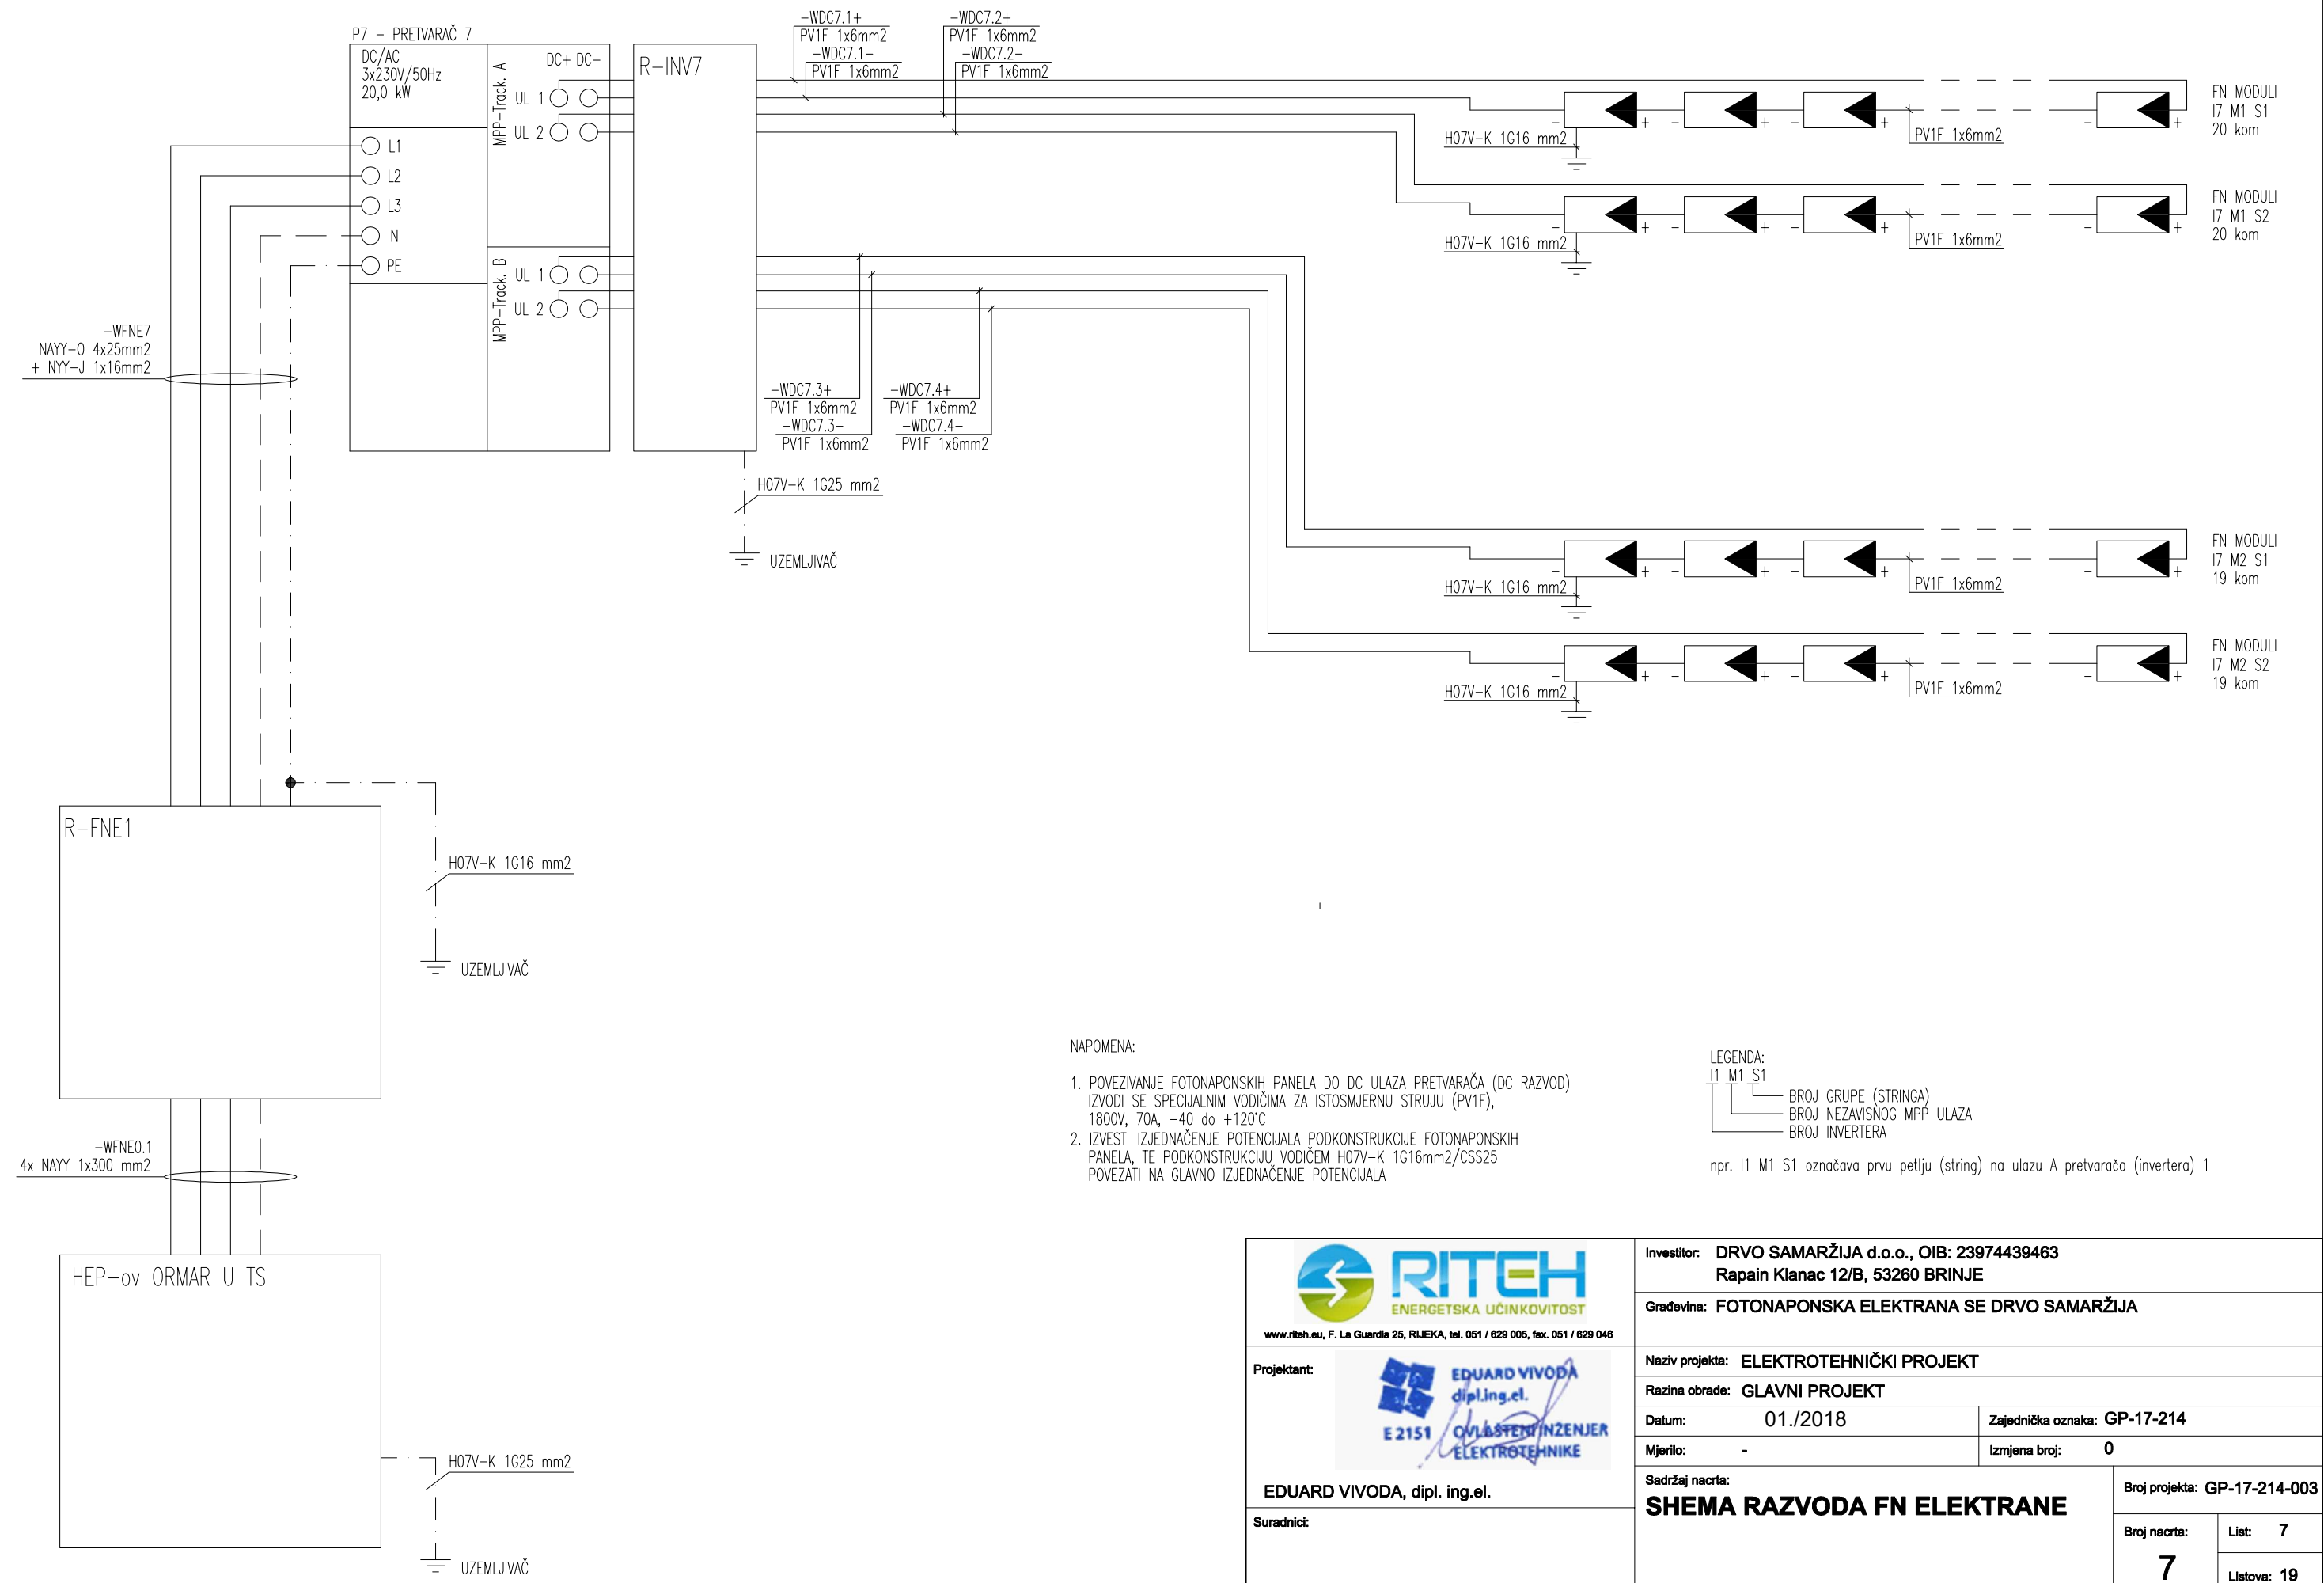 P7 - PRETVARAČ 7
DC/AC
3x230V/50Hz
20,0 kW
MPP-Track. A
DC+ DC-
UL 1
UL 2
L1
L2
L3
N
PE
MPP-Track. B
UL 1
UL 2
R-INV7
-WDC7.1+
PV1F 1x6mm2
-WDC7.1-
PV1F 1x6mm2
-WDC7.2+
PV1F 1x6mm2
-WDC7.2-
PV1F 1x6mm2
H07V-K 1G16 mm2
- + - + - +
PV1F 1x6mm2
- +
FN MODULI
I7 M1 S1
20 kom
H07V-K 1G16 mm2
- + - + - +
PV1F 1x6mm2
- +
FN MODULI
I7 M1 S2
20 kom
-WFNE7
NAYY-O 4x25mm2
+ NYY-J 1x16mm2
-WDC7.3+
PV1F 1x6mm2
-WDC7.3-
PV1F 1x6mm2
-WDC7.4+
PV1F 1x6mm2
-WDC7.4-
PV1F 1x6mm2
H07V-K 1G25 mm2
UZEMLJIVAČ
H07V-K 1G16 mm2
- + - + - +
PV1F 1x6mm2
- +
FN MODULI
I7 M2 S1
19 kom
H07V-K 1G16 mm2
- + - + - +
PV1F 1x6mm2
- +
FN MODULI
I7 M2 S2
19 kom
R-FNE1
H07V-K 1G16 mm2
UZEMLJIVAČ
-WFNE0.1
4x NAYY 1x300 mm2
HEP-ov ORMAR U TS
H07V-K 1G25 mm2
UZEMLJIVAČ
NAPOMENA:
1. POVEZIVANJE FOTONAPONSKIH PANELA DO DC ULAZA PRETVARAČA (DC RAZVOD)
IZVODI SE SPECIJALNIM VODIČIMA ZA ISTOSMJERNU STRUJU (PV1F),
1800V, 70A, -40 do +120°C
2. IZVESTI IZJEDNAČENJE POTENCIJALA PODKONSTRUKCIJE FOTONAPONSKIH
PANELA, TE PODKONSTRUKCIJU VODIČEM H07V-K 1G16mm2/CSS25
POVEZATI NA GLAVNO IZJEDNAČENJE POTENCIJALA
LEGENDA:
I1 M1 S1
BROJ GRUPE (STRINGA)
BROJ NEZAVISNOG MPP ULAZA
BROJ INVERTERA
npr. I1 M1 S1 označava prvu petlju (string) na ulazu A pretvarača (invertera) 1
RITEH
ENERGETSKA UČINKOVITOST
www.riteh.eu, F. La Guardia 25, RIJEKA, tel. 051 / 629 005, fax. 051 / 629 046
Projektant:
EDUARD VIVODA
dipl.ing.el.
E 2151 OVLAŠTENI INŽENJER
ELEKTROTEHNIKE
EDUARD VIVODA, dipl. ing.el.
Suradnici:
Investitor: DRVO SAMARŽIJA d.o.o., OIB: 23974439463
Rapain Klanac 12/B, 53260 BRINJE
Građevina: FOTONAPONSKA ELEKTRANA SE DRVO SAMARŽIJA
Naziv projekta: ELEKTROTEHNIČKI PROJEKT
Razina obrade: GLAVNI PROJEKT
Datum: 01./2018
Zajednička oznaka: GP-17-214
Mjerilo: -
Izmjena broj: 0
Sadržaj nacrta:
SHEMA RAZVODA FN ELEKTRANE
Broj projekta: GP-17-214-003
Broj nacrta:
7
List: 7
Listova: 19